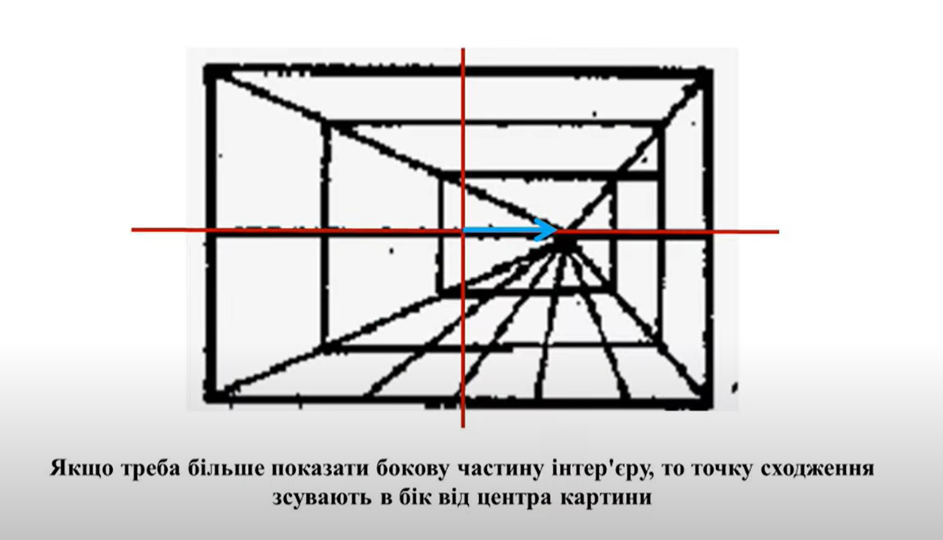 Якщо треба більше показати бокову частину інтер'єру, то точку сходження
зсувають в бік від центра картини